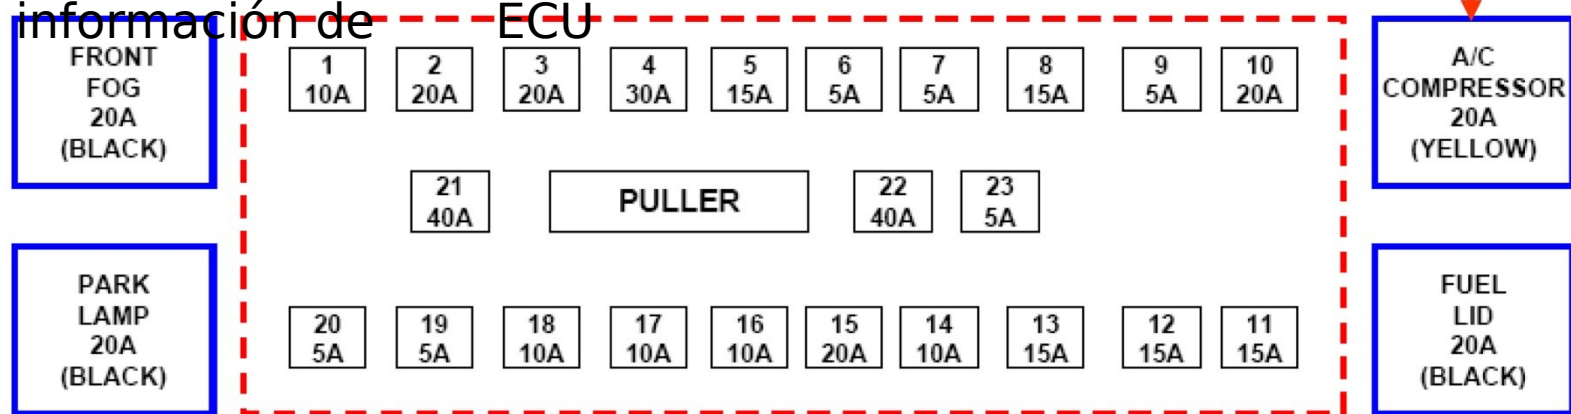 información de ECU
FRONT
FOG
20A
(BLACK)
1
10A
2
20A
3
20A
4
30A
5
15A
6
5A
7
5A
8
15A
9
5A
10
20A
A/C
COMPRESSOR
20A
(YELLOW)
21
40A
PULLER
22
40A
23
5A
PARK
LAMP
20A
(BLACK)
20
5A
19
5A
18
10A
17
10A
16
10A
15
20A
14
10A
13
15A
12
15A
11
15A
FUEL
LID
20A
(BLACK)